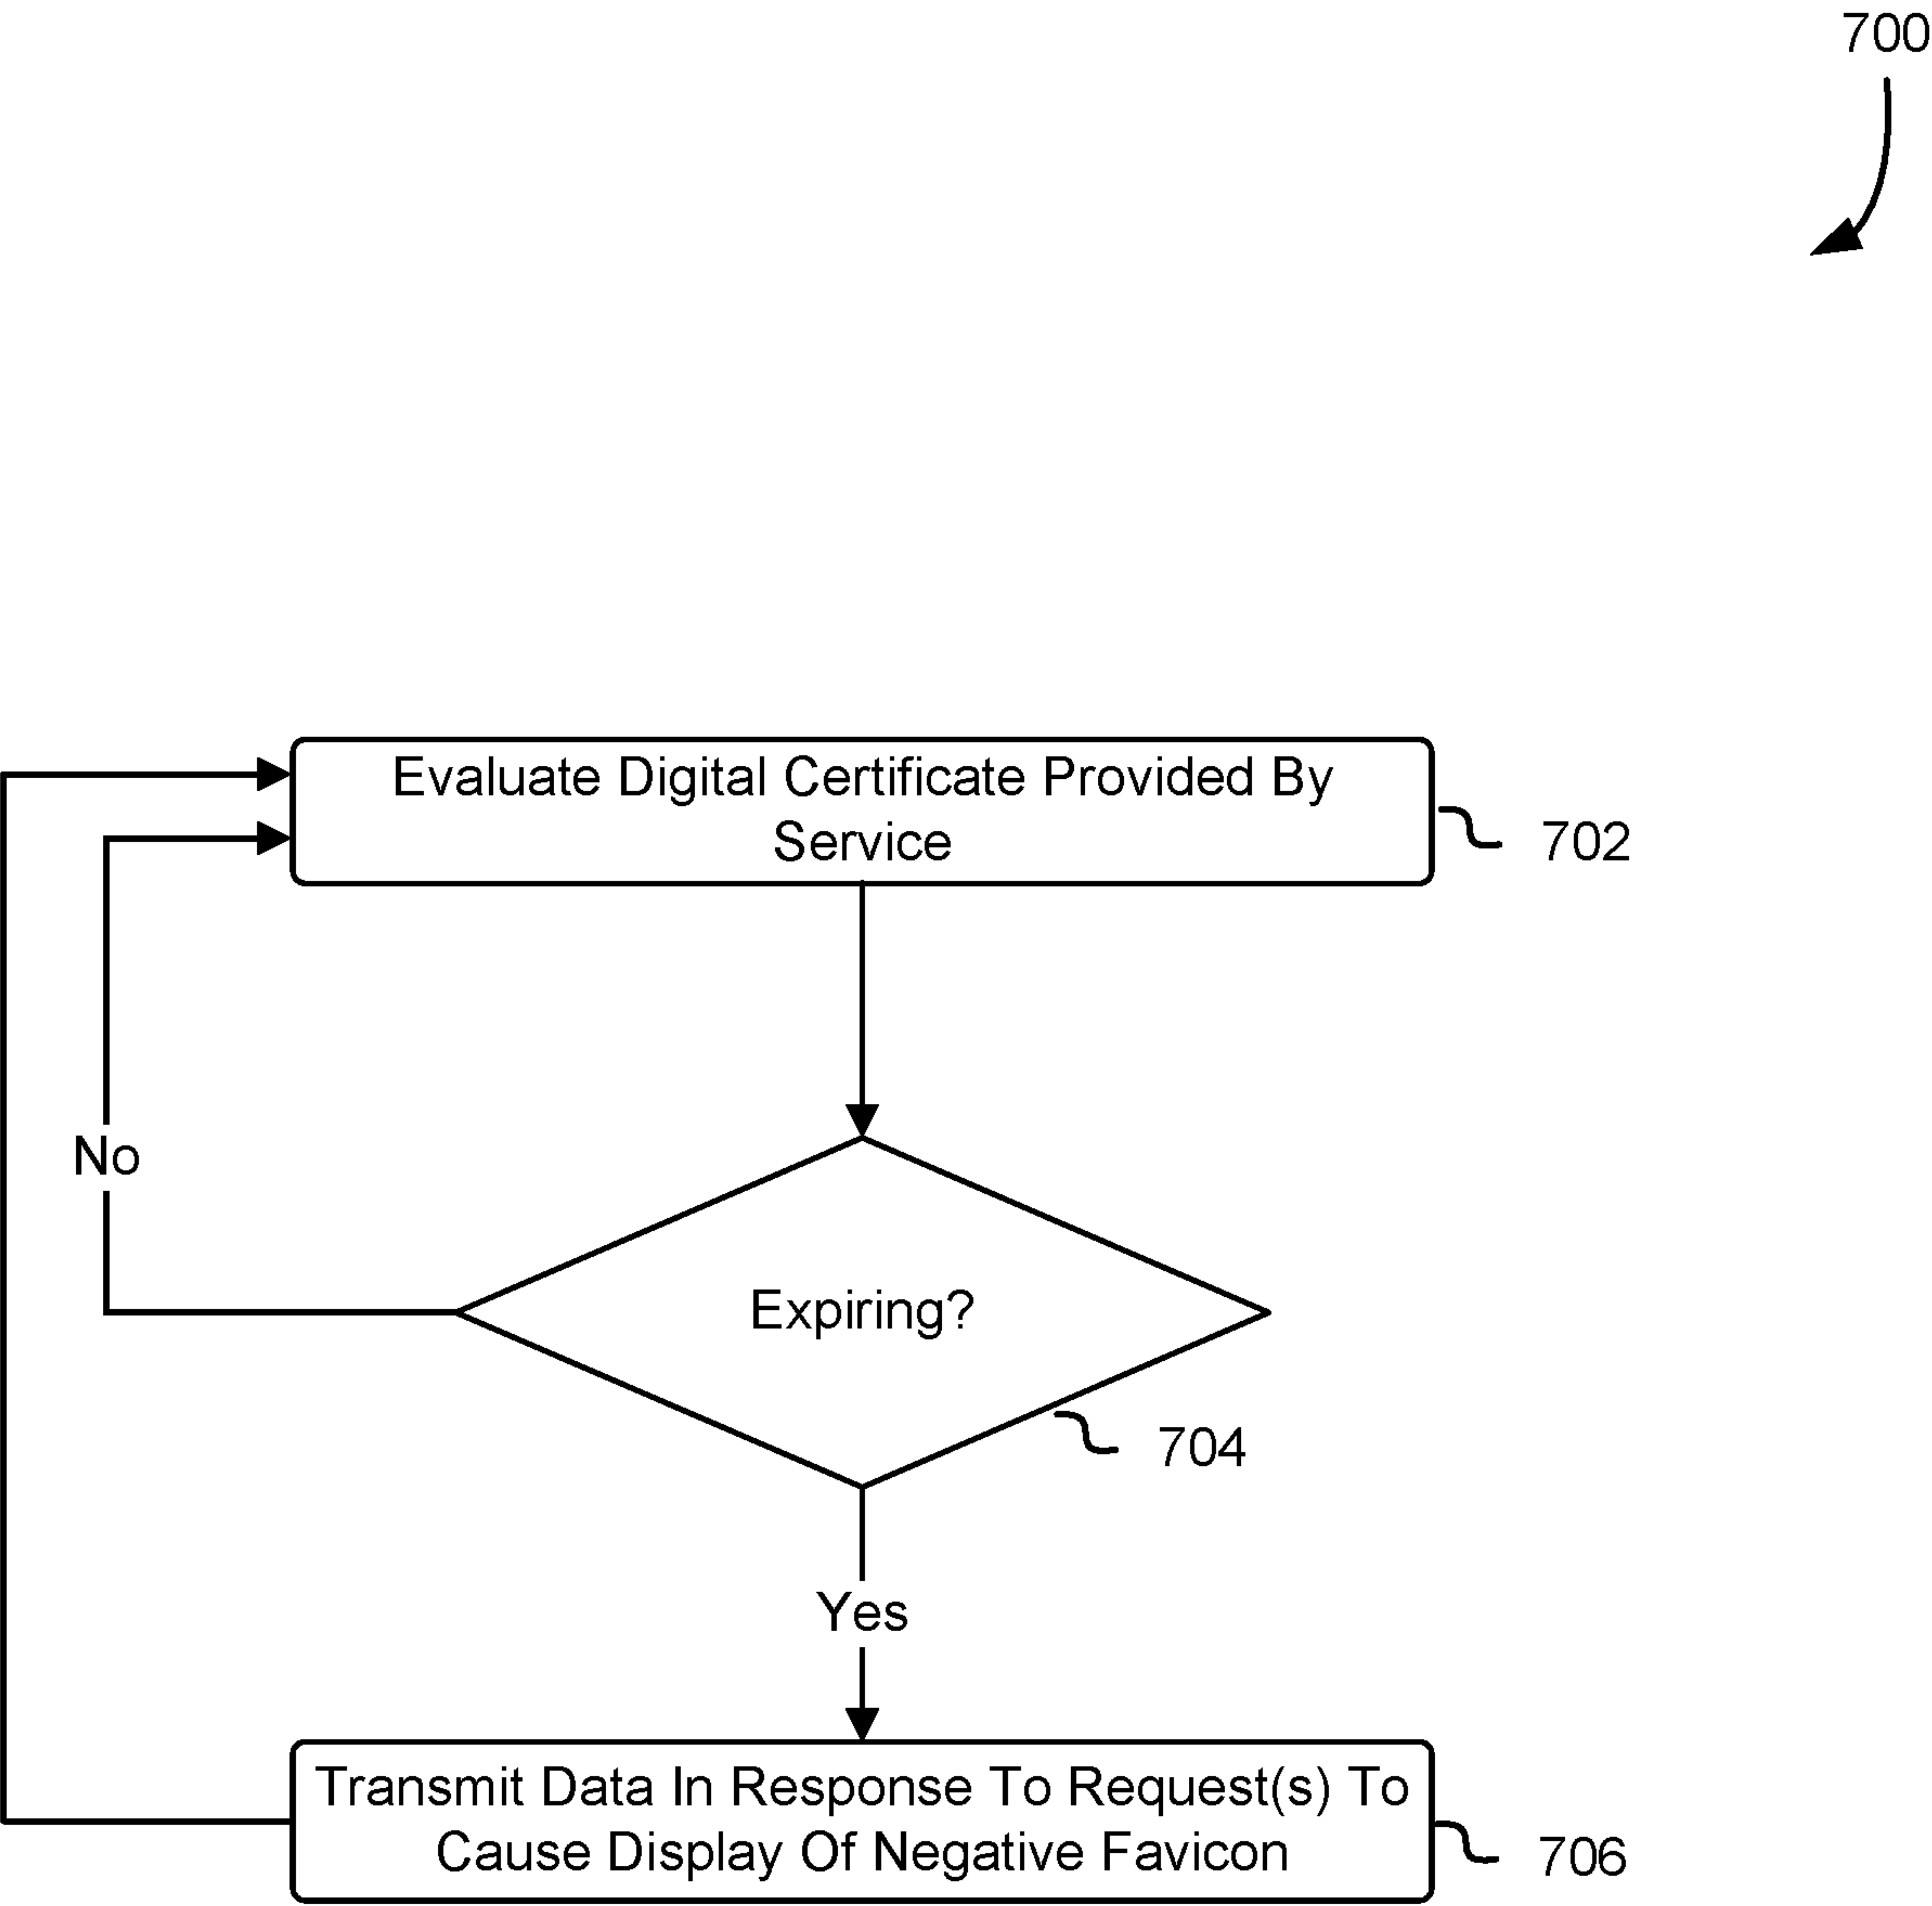 700
Evaluate Digital Certificate Provided By
Service
702
No
Expiring?
704
Yes
Transmit Data In Response To Request(s) To
Cause Display Of Negative Favicon
706